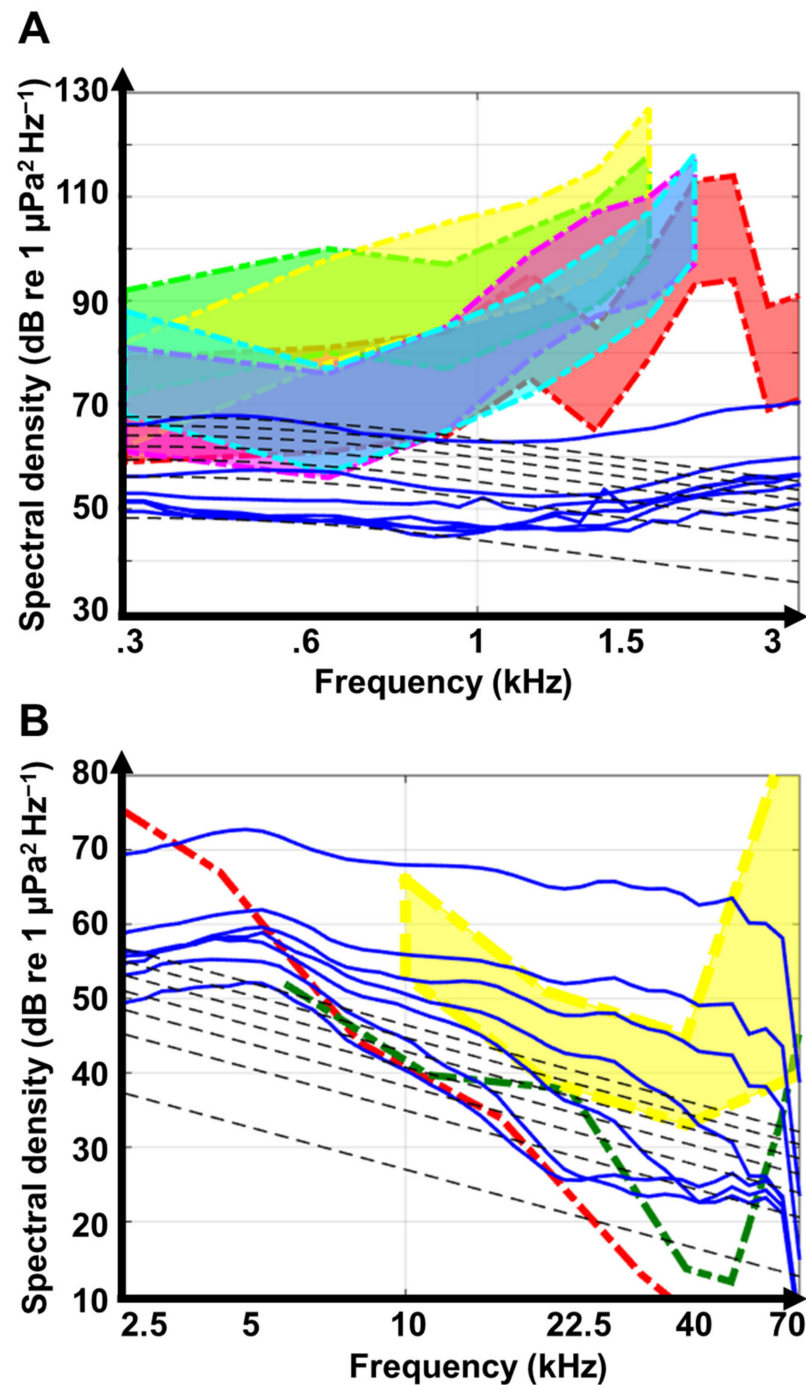 A
Spectral density (dB re 1 µPa² Hz⁻¹)
130
110
90
70
50
30
.3 .6 1 1.5 3
Frequency (kHz)
B
Spectral density (dB re 1 µPa² Hz⁻¹)
80
70
60
50
40
30
20
10
2.5 5 10 22.5 40 70
Frequency (kHz)